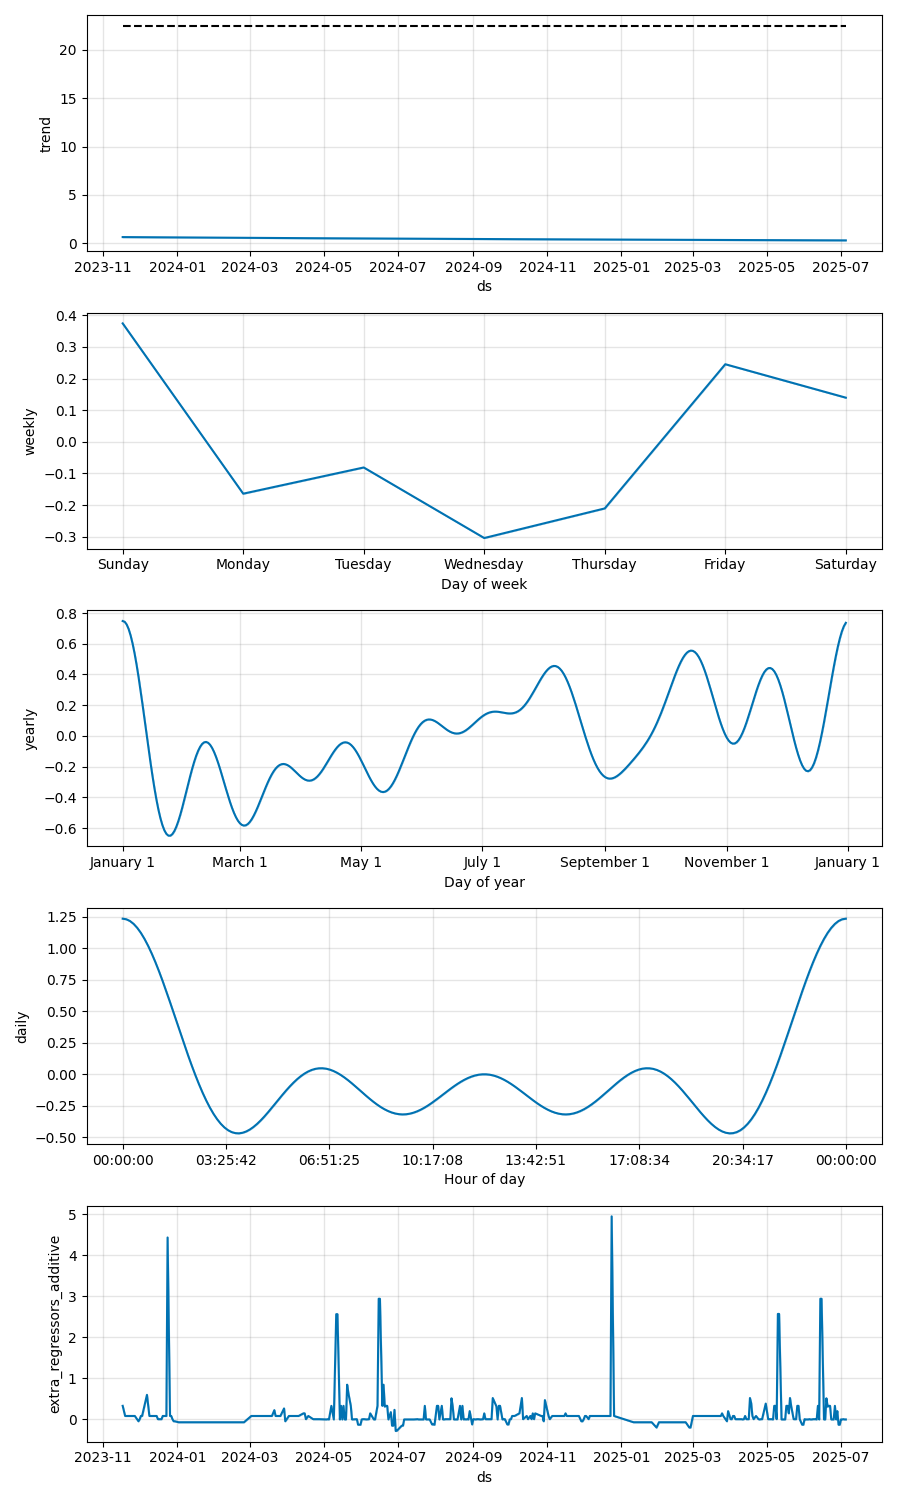 20
15
10
5
0
trend
2023-11 2024-01 2024-03 2024-05 2024-07 2024-09 2024-11 2025-01 2025-03 2025-05 2025-07
ds
0.4
0.3
0.2
0.1
0.0
−0.1
−0.2
−0.3
weekly
Sunday Monday Tuesday Wednesday Thursday Friday Saturday
Day of week
0.8
0.6
0.4
0.2
0.0
−0.2
−0.4
−0.6
yearly
January 1 March 1 May 1 July 1 September 1 November 1 January 1
Day of year
1.25
1.00
0.75
0.50
0.25
0.00
−0.25
−0.50
daily
00:00:00 03:25:42 06:51:25 10:17:08 13:42:51 17:08:34 20:34:17 00:00:00
Hour of day
5
4
3
2
1
0
extra_regressors_additive
2023-11 2024-01 2024-03 2024-05 2024-07 2024-09 2024-11 2025-01 2025-03 2025-05 2025-07
ds